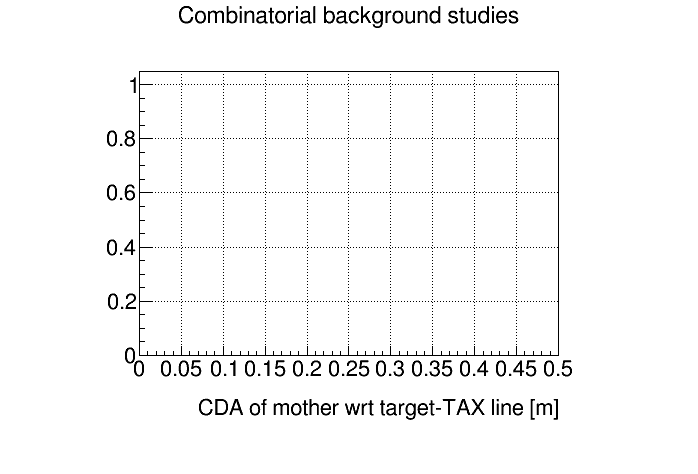 Combinatorial background studies
1
0.8
0.6
0.4
0.2
0
0 0.05 0.1 0.15 0.2 0.25 0.3 0.35 0.4 0.45 0.5
CDA of mother wrt target-TAX line [m]